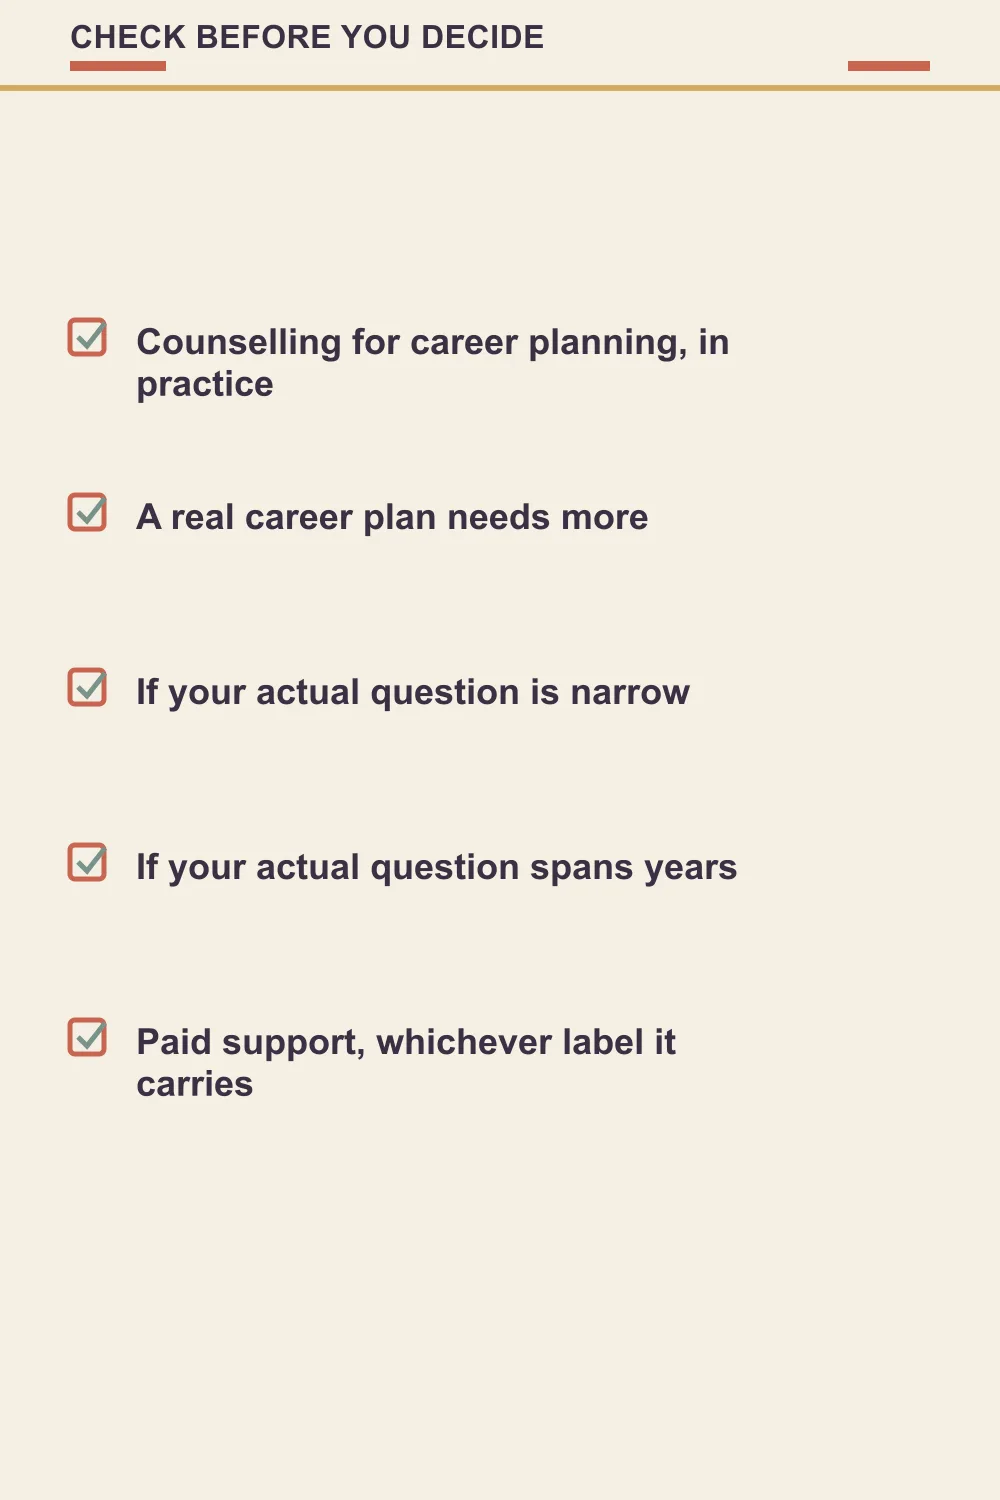 CHECK BEFORE YOU DECIDE
Counselling for career planning, in
practice
A real career plan needs more
If your actual question is narrow
If your actual question spans years
Paid support, whichever label it
carries